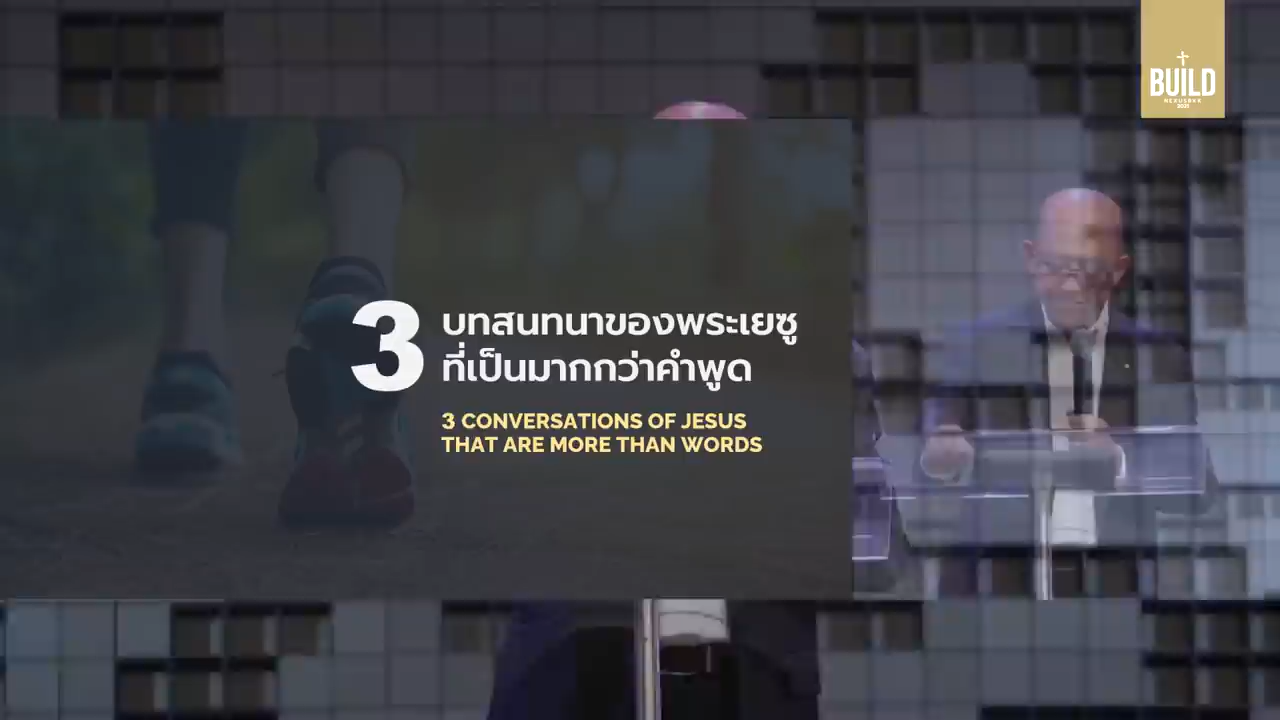 BUILD
NEXUSBKK
2021
3
บทสนทนาของพระเยซู
ที่เป็นมากกว่าคำพูด
3 CONVERSATIONS OF JESUS
THAT ARE MORE THAN WORDS